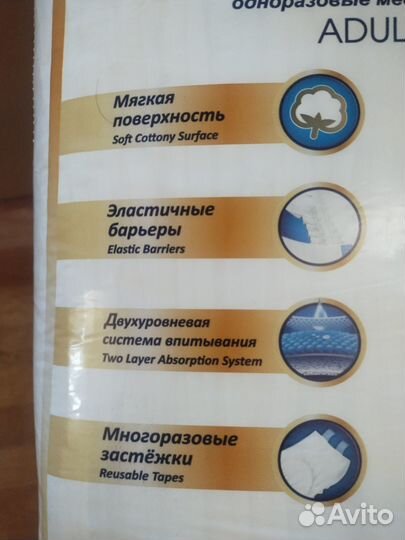 одноразовые
ADUL
Мягкая
поверхность
Soft Cottony Surface
Эластичные
барьеры
Elastic Barriers
Двухуровневая
система впитывания
Two Layer Absorption System
Многоразовые
застёжки
Reusable Tapes
Avito